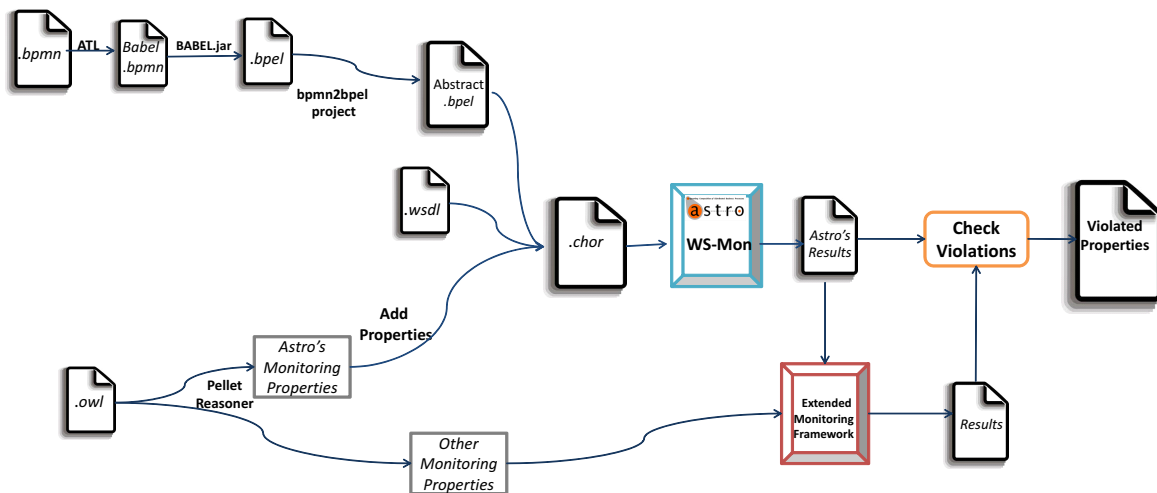 .bpmn
ATL
Babel
.bpmn
BABEL.jar
.bpel
bpmn2bpel
project
Abstract
.bpel
.wsdl
.chor
astro
WS-Mon
Astro's
Results
Check
Violations
Violated
Properties
Add
Properties
Astro's
Monitoring
Properties
.owl
Pellet
Reasoner
Other
Monitoring
Properties
Extended
Monitoring
Framework
Results